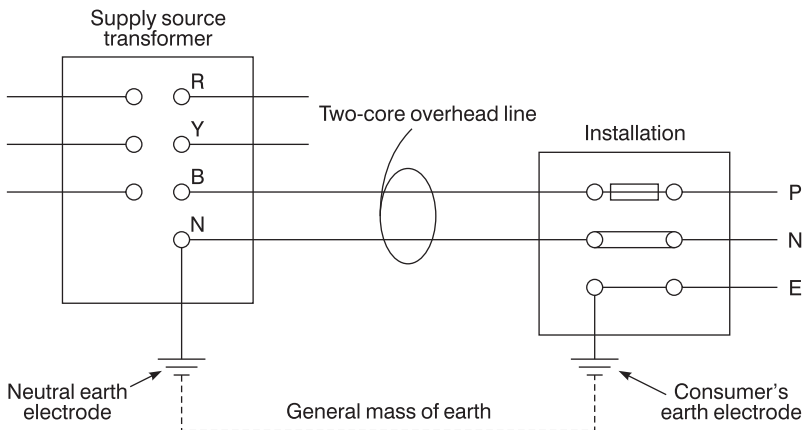 Supply source
transformer
R
Y
B
N
Two-core overhead line
Installation
P
N
E
Neutral earth
electrode
General mass of earth
Consumer's
earth electrode